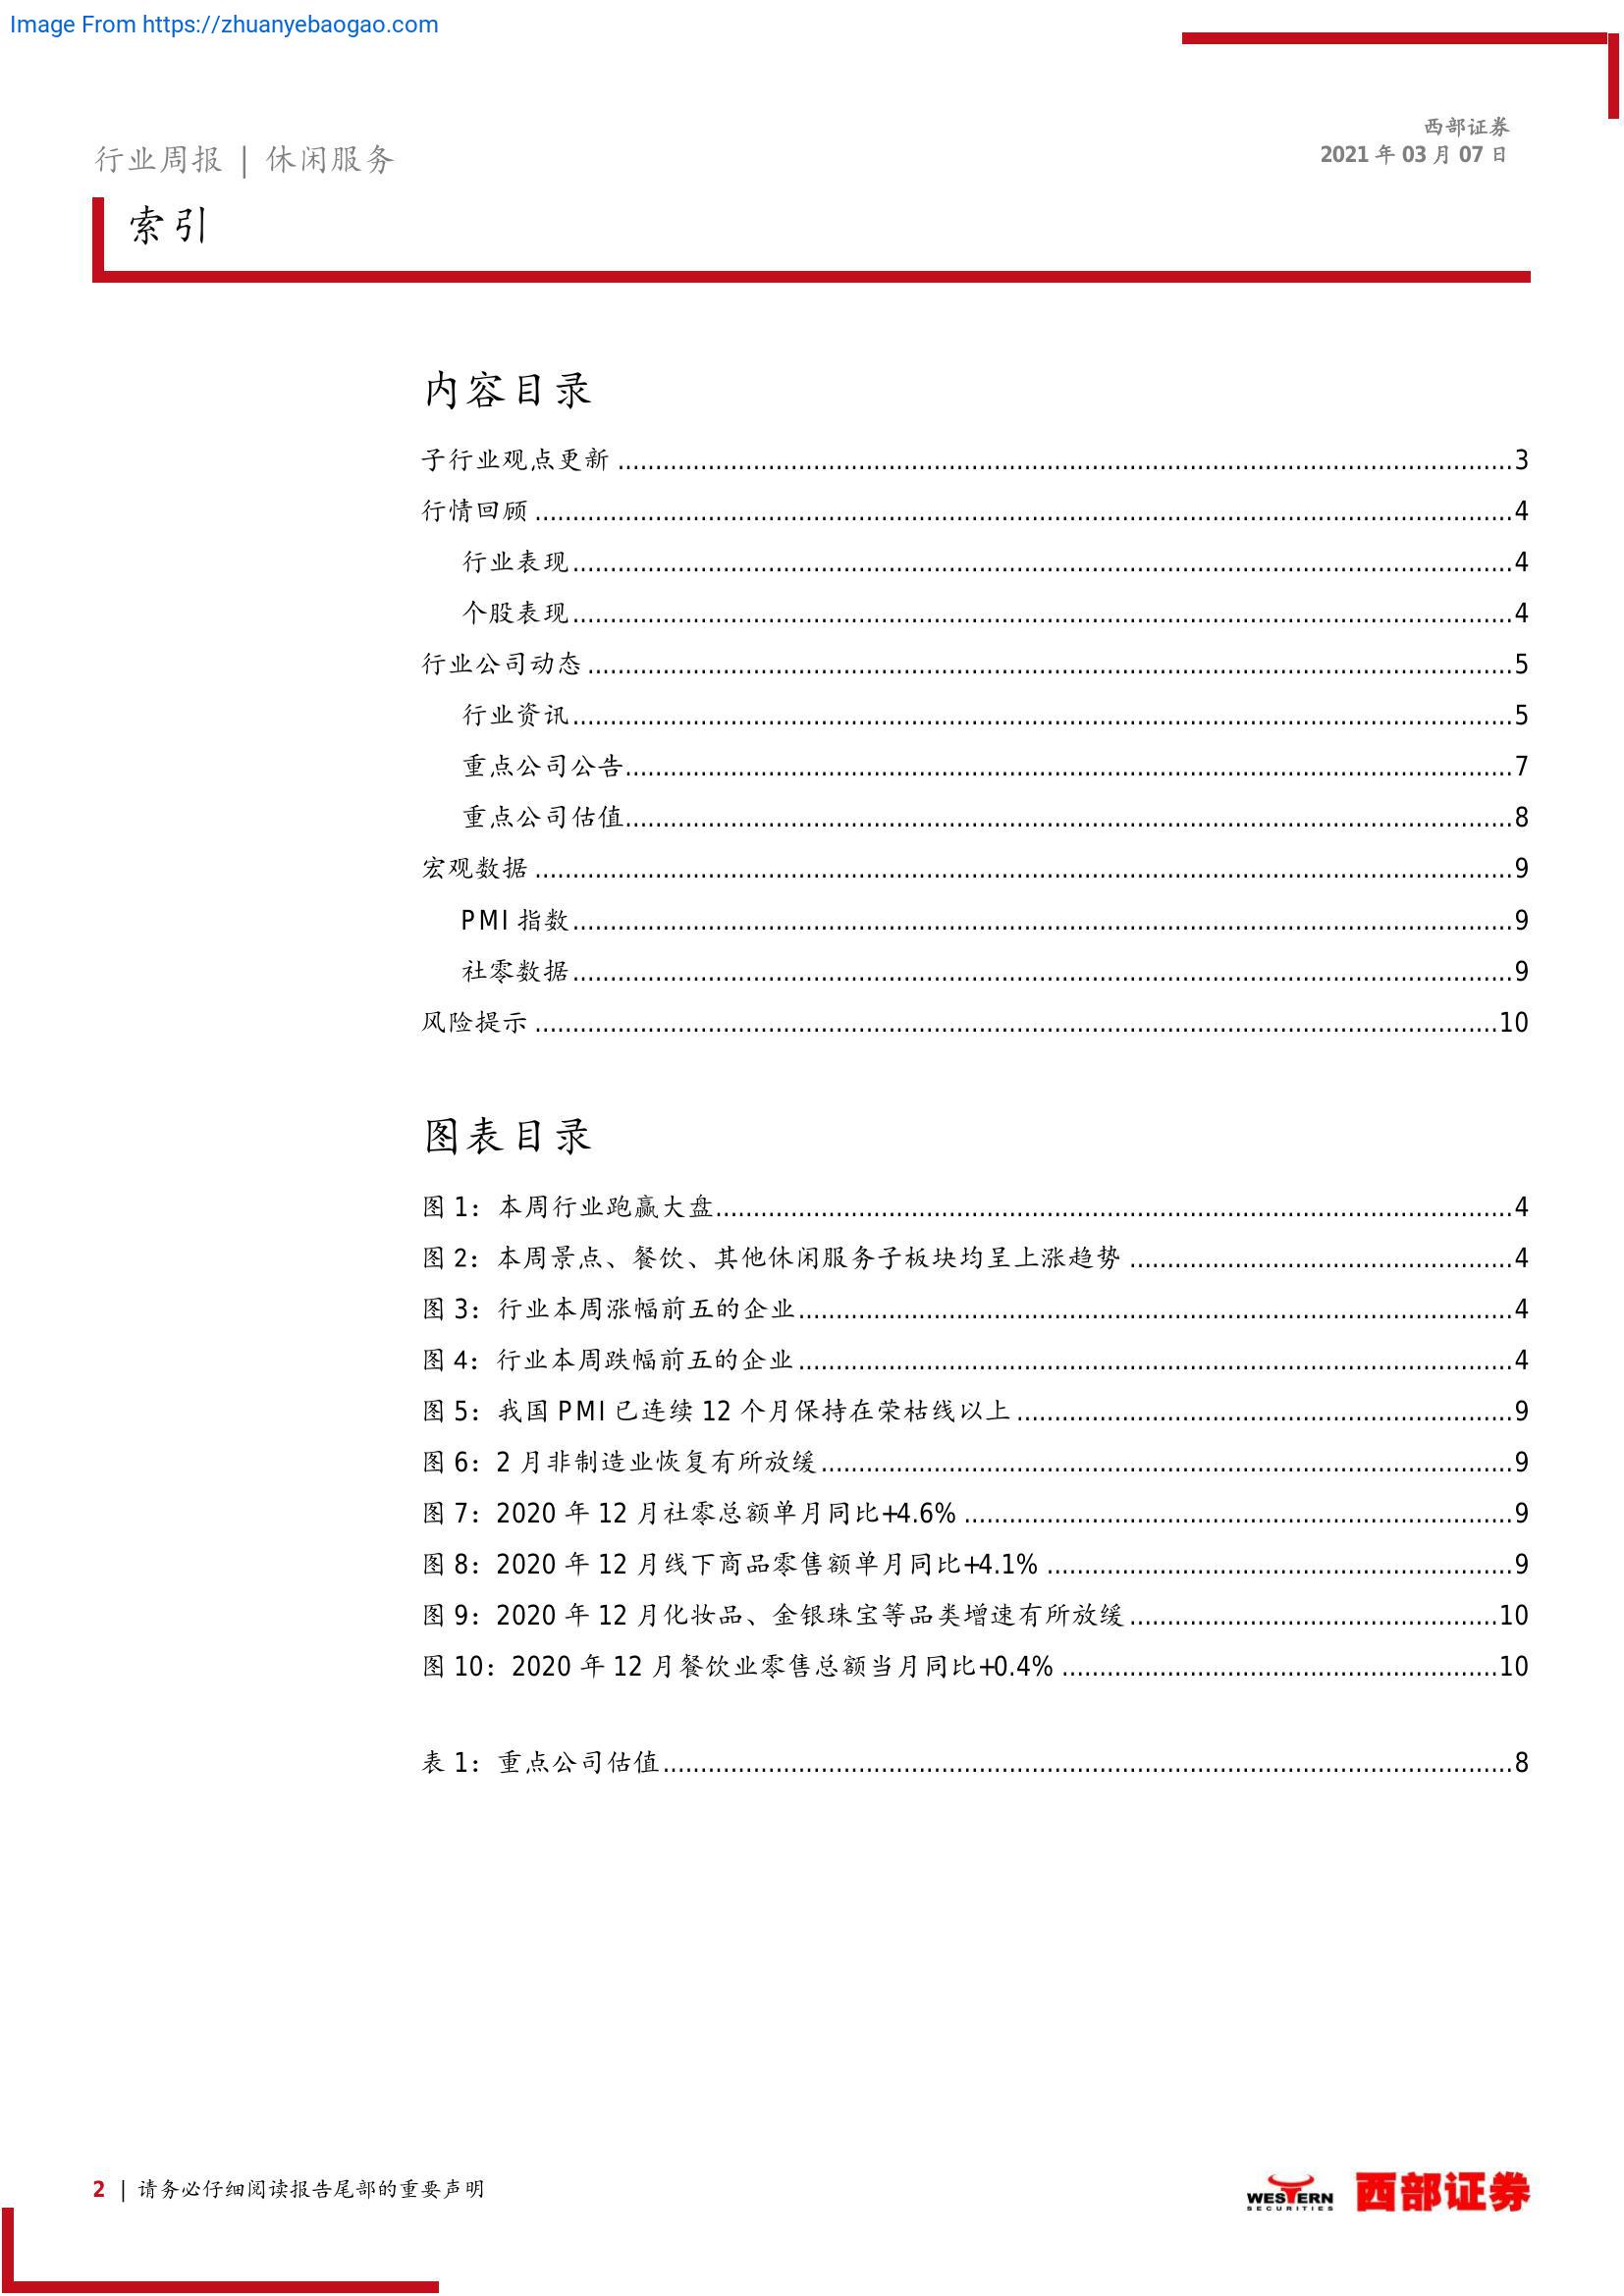 Image From https://zhuanyebaogao.com
西部证券
2021 年 03 月 07 日
行业周报 | 休闲服务
索引
内容目录
子行业观点更新 ........................ 3
行情回顾 ........................ 4
行业表现 ........................ 4
个股表现 ........................ 4
行业公司动态 ........................ 5
行业资讯 ........................ 5
重点公司公告 ........................ 7
重点公司估值 ........................ 8
宏观数据 ........................ 9
PMI 指数 ........................ 9
社零数据 ........................ 9
风险提示 ........................ 10
图表目录
图 1：本周行业跑赢大盘 ........................ 4
图 2：本周景点、餐饮、其他休闲服务子板块均呈上涨趋势 ........................ 4
图 3：行业本周涨幅前五的企业 ........................ 4
图 4：行业本周跌幅前五的企业 ........................ 4
图 5：我国 PMI 已连续 12 个月保持在荣枯线以上 ........................ 9
图 6：2 月非制造业恢复有所放缓 ........................ 9
图 7：2020 年 12 月社零总额单月同比+4.6% ........................ 9
图 8：2020 年 12 月线下商品零售额单月同比+4.1% ........................ 9
图 9：2020 年 12 月化妆品、金银珠宝等品类增速有所放缓 ........................ 10
图 10：2020 年 12 月餐饮业零售总额当月同比+0.4% ........................ 10
表 1：重点公司估值 ........................ 8
2 | 请务必仔细阅读报告尾部的重要声明
WESTERN
SECURITIES
西部证券